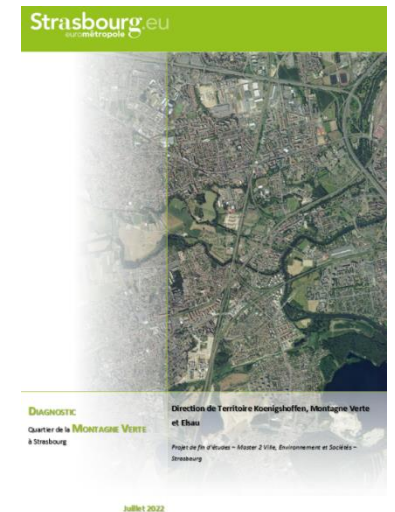 Strasbourg.eu
eurométropole
DIAGNOSTIC
Quartier de la MONTAGNE VERTE
à Strasbourg
Direction de Territoire Koenigshoffen, Montagne Verte
et Elsau
Projet de fin d'études – Master 2 Ville, Environnement et Sociétés –
Strasbourg
Juillet 2022